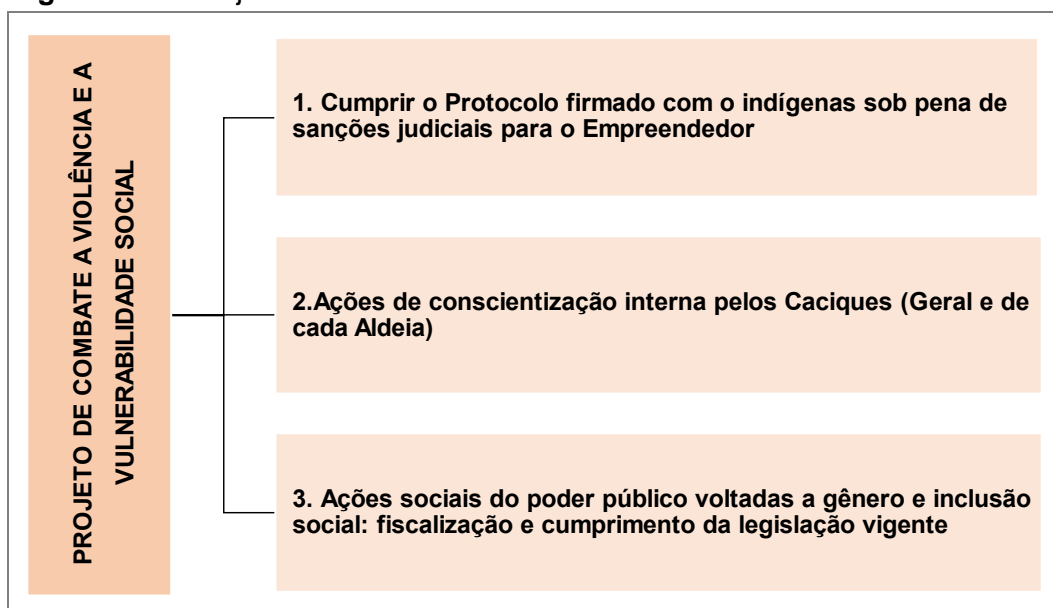 PROJETO DE COMBATE A VIOLÊNCIA E A
VULNERABILIDADE SOCIAL
1. Cumprir o Protocolo firmado com o indígenas sob pena de
sanções judiciais para o Empreendedor
2.Ações de conscientização interna pelos Caciques (Geral e de
cada Aldeia)
3. Ações sociais do poder público voltadas a gênero e inclusão
social: fiscalização e cumprimento da legislação vigente